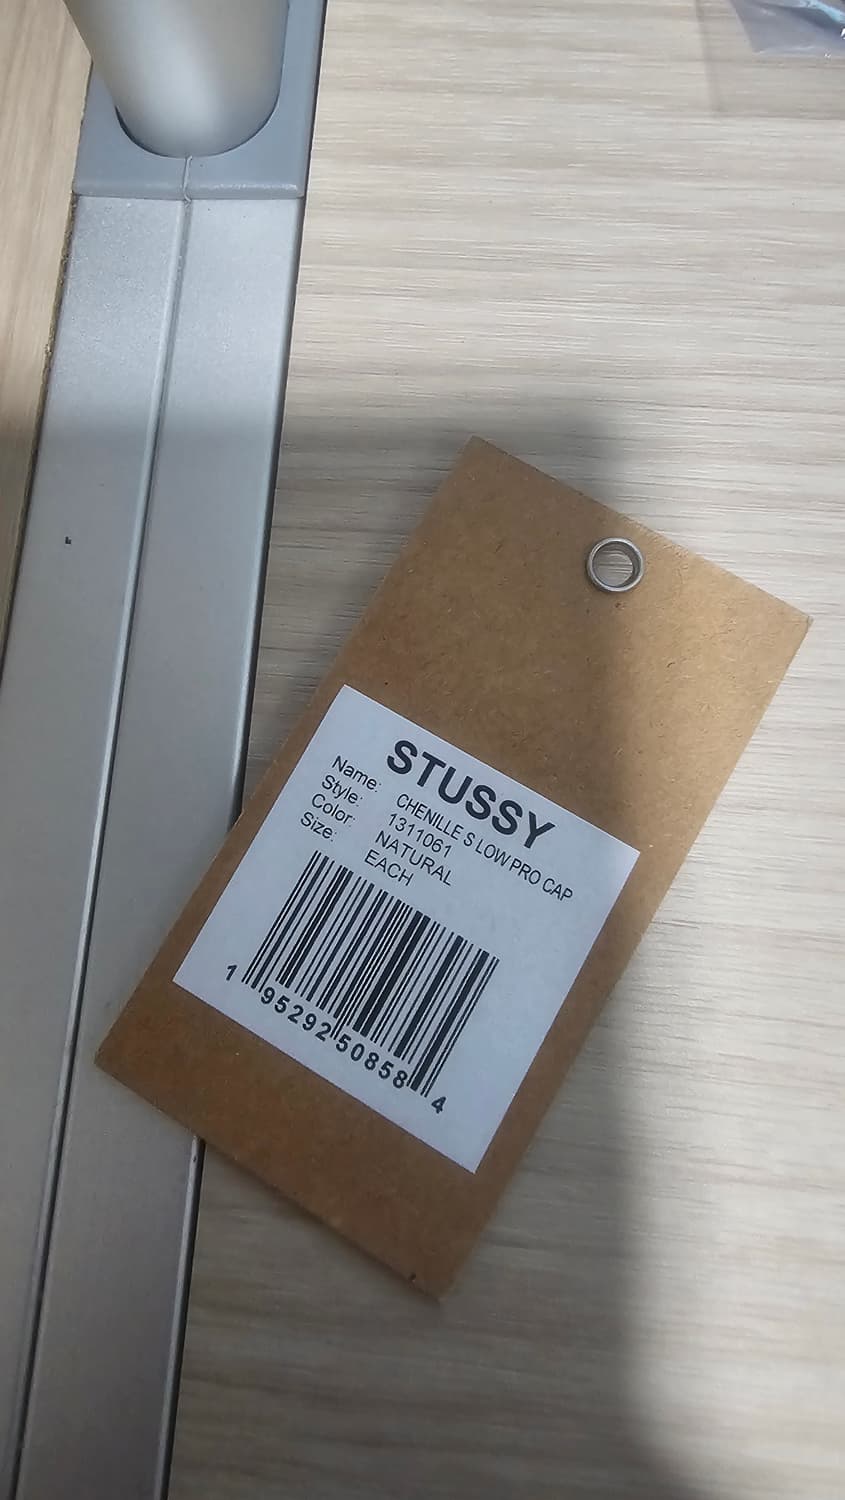 STUSSY
Name: CHENILLE S LOW PRO CAP
Style: 1311061
Color: NATURAL
Size: EACH
1 95292 50858 4